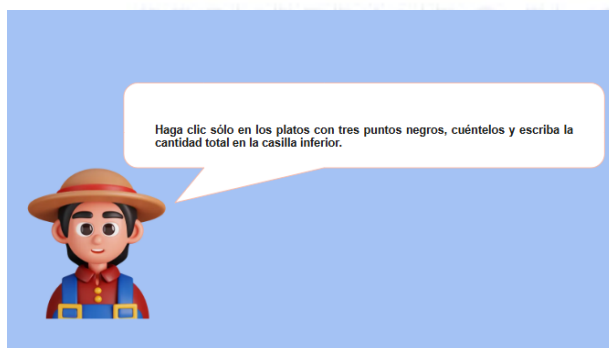 Haga clic sólo en los platos con tres puntos negros, cuéntelos y escriba la
cantidad total en la casilla inferior.